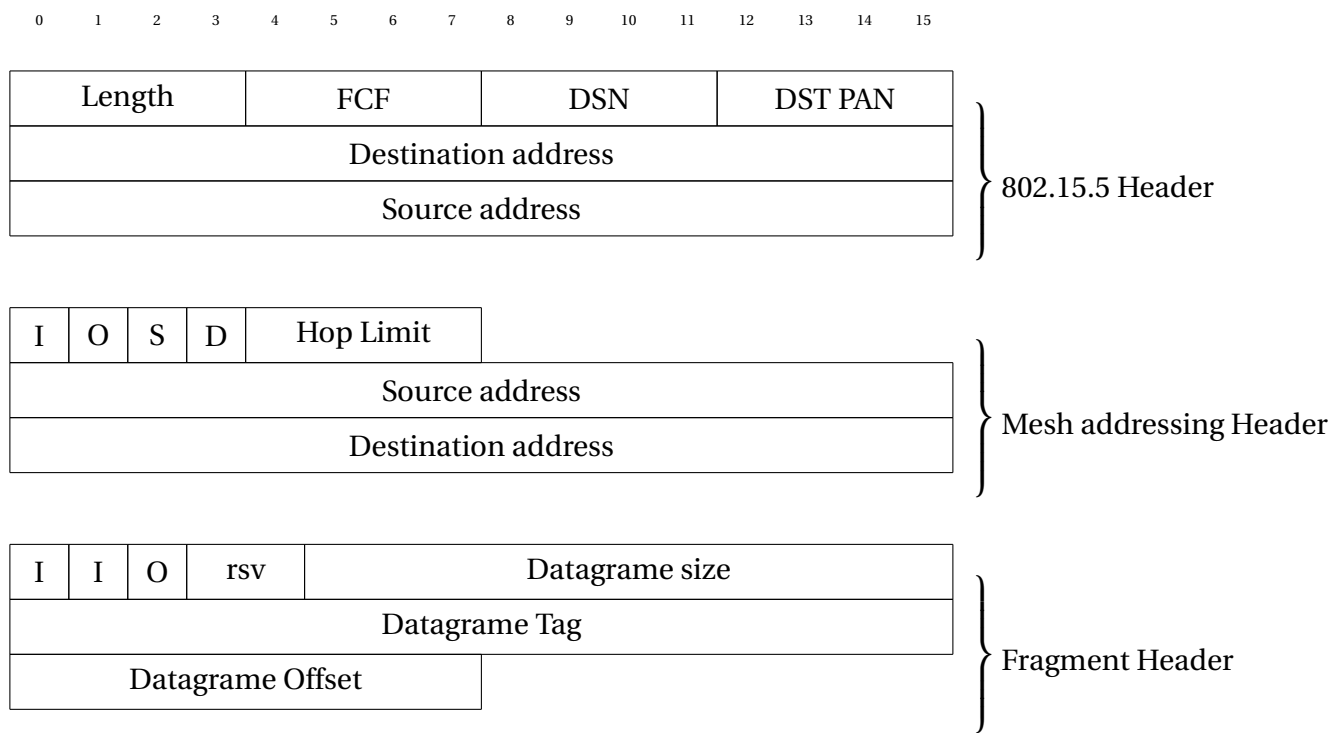 0 1 2 3 4 5 6 7 8 9 10 11 12 13 14 15
Length FCF DSN DST PAN
Destination address
Source address
802.15.5 Header
I O S D Hop Limit
Source address
Destination address
Mesh addressing Header
I I O rsv Datagrame size
Datagrame Tag
Datagrame Offset
Fragment Header